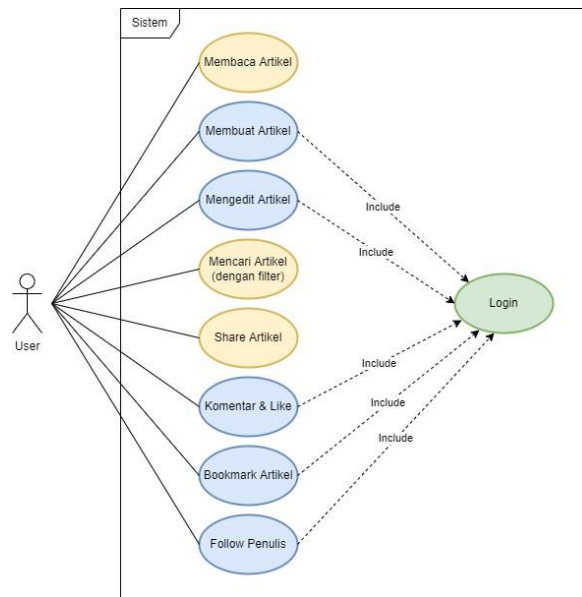 Sistem
Membaca Artikel
Membuat Artikel
Mengedit Artikel
Mencari Artikel
(dengan filter)
Share Artikel
Komentar & Like
Bookmark Artikel
Follow Penulis
User
Include
Include
Include
Include
Include
Login